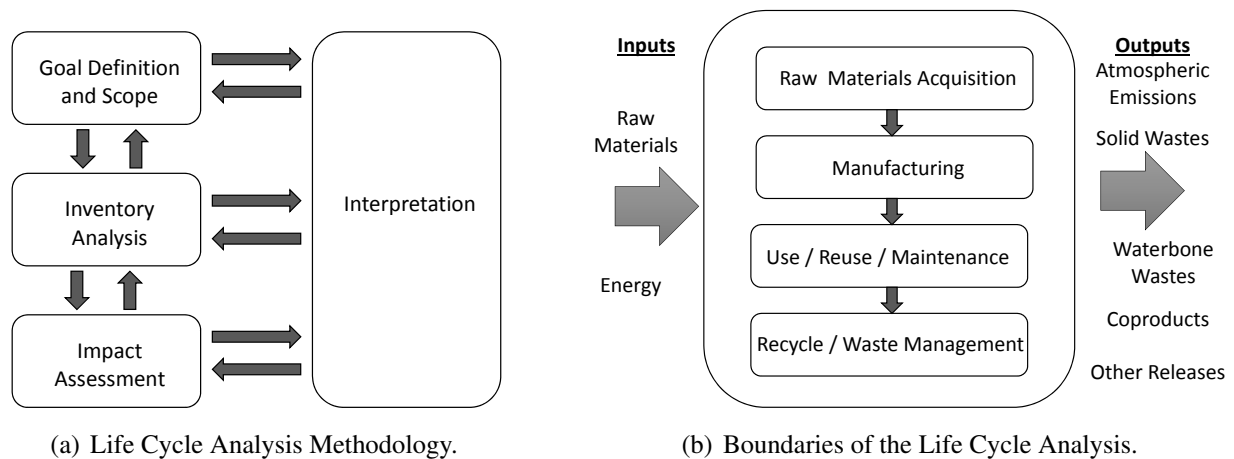 Goal Definition
and Scope
Inventory
Analysis
Impact
Assessment
Interpretation
(a) Life Cycle Analysis Methodology.
Inputs
Raw
Materials
Energy
Raw Materials Acquisition
Manufacturing
Use / Reuse / Maintenance
Recycle / Waste Management
Outputs
Atmospheric
Emissions
Solid Wastes
Waterbone
Wastes
Coproducts
Other Releases
(b) Boundaries of the Life Cycle Analysis.